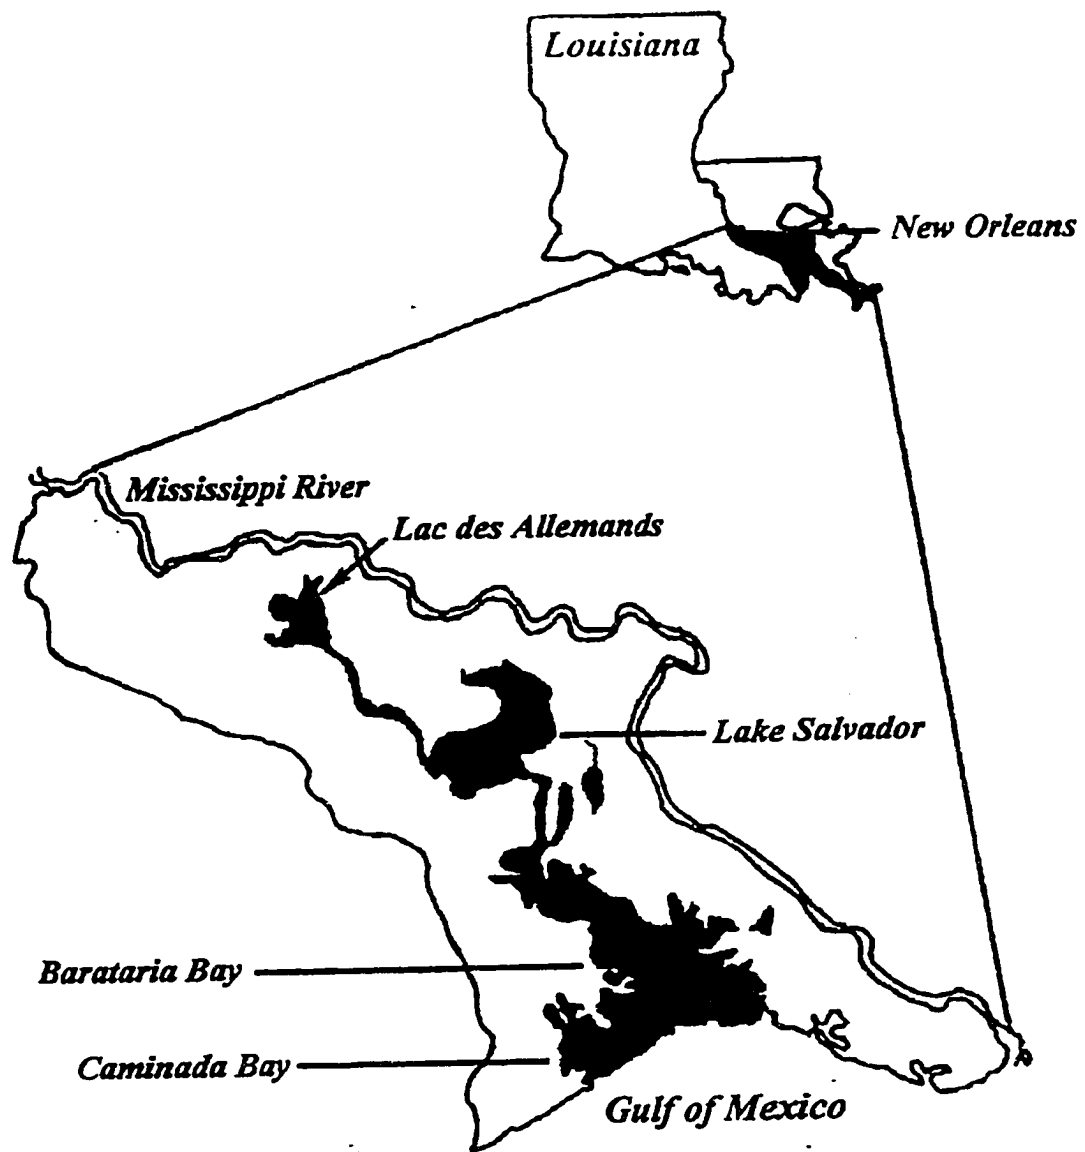 Louisiana
New Orleans
Mississippi River
Lac des Allemands
Lake Salvador
Barataria Bay
Caminada Bay
Gulf of Mexico